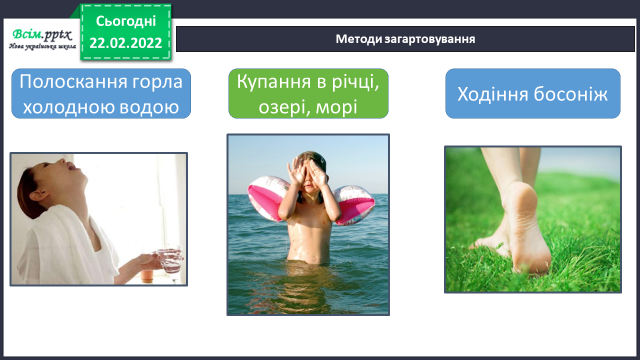 Всім.pptx
Нова українська школа
Сьогодні
22.02.2022
Методи загартовування
Полоскання горла
холодною водою
Купання в річці,
озері, морі
Ходіння босоніж